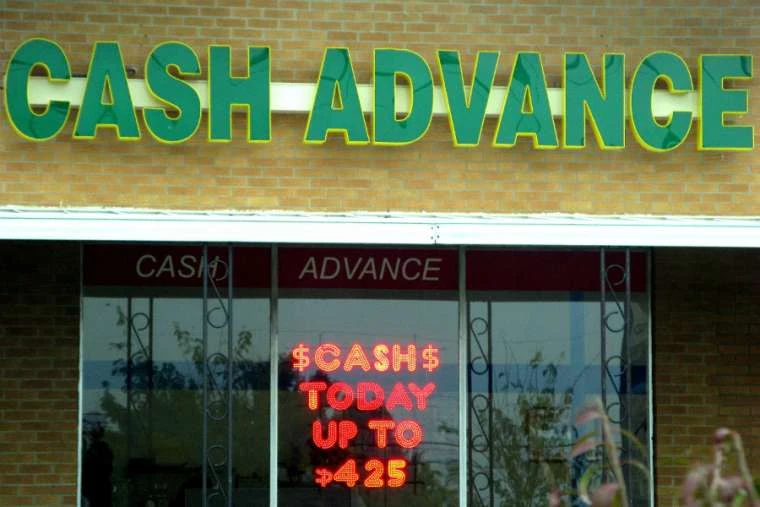 CASH ADVANCE
CASH ADVANCE
$CASH$
TODAY
UP TO
$425